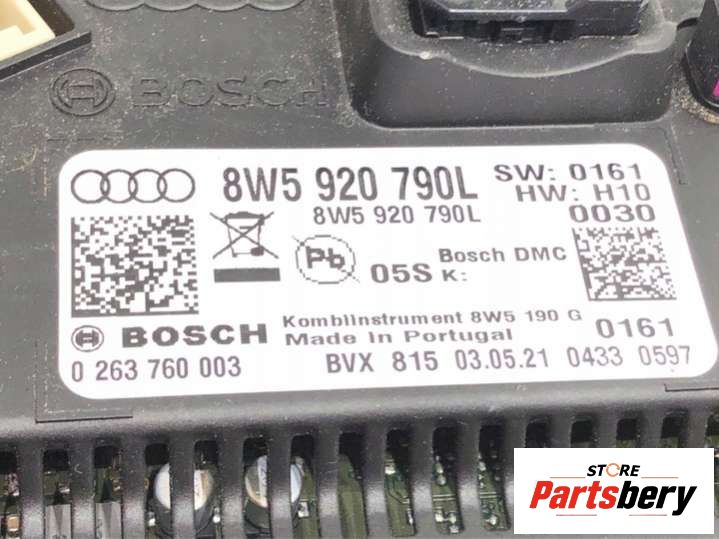 BOSCH
8W5 920 790L
SW: 0161
HW: H10
8W5 920 790L
0030
Pb
05S
Bosch DMC
K:
BOSCH
Kombiinstrument 8W5 190 G
Made in Portugal
0161
0 263 760 003
BVX 815 03.05.21 0433 0597
STORE
Partsbery